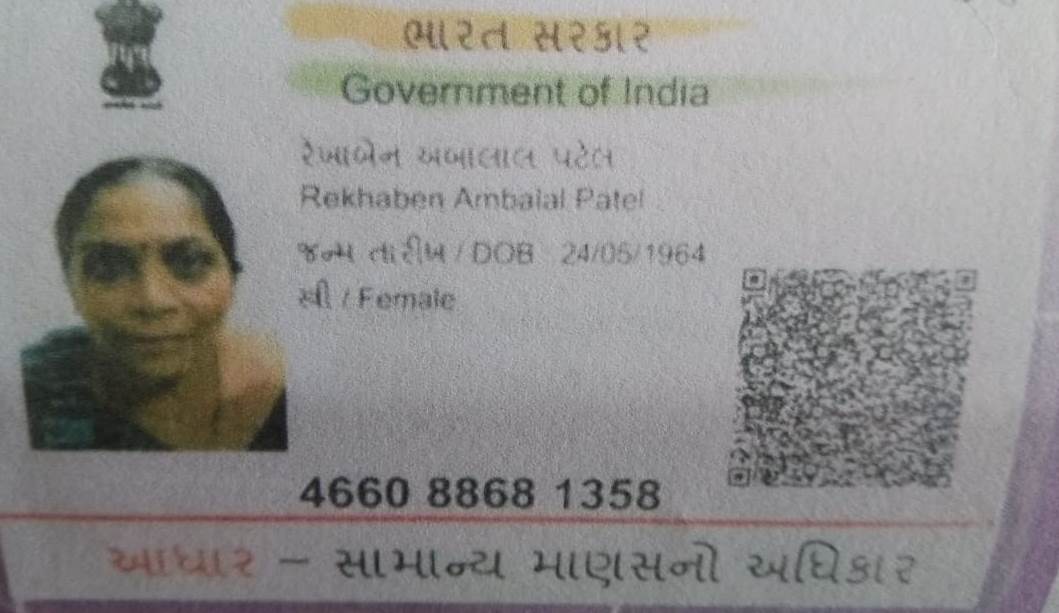 ભારત સરકાર
Government of India
રેખાબેન અબાલાલ પટેલ
Rekhaben Ambalal Patel
જન્મ તારીખ / DOB 24/05/1964
સ્ત્રી / Female
4660 8868 1358
આધાર – સામાન્ય માણસનો અધિકાર